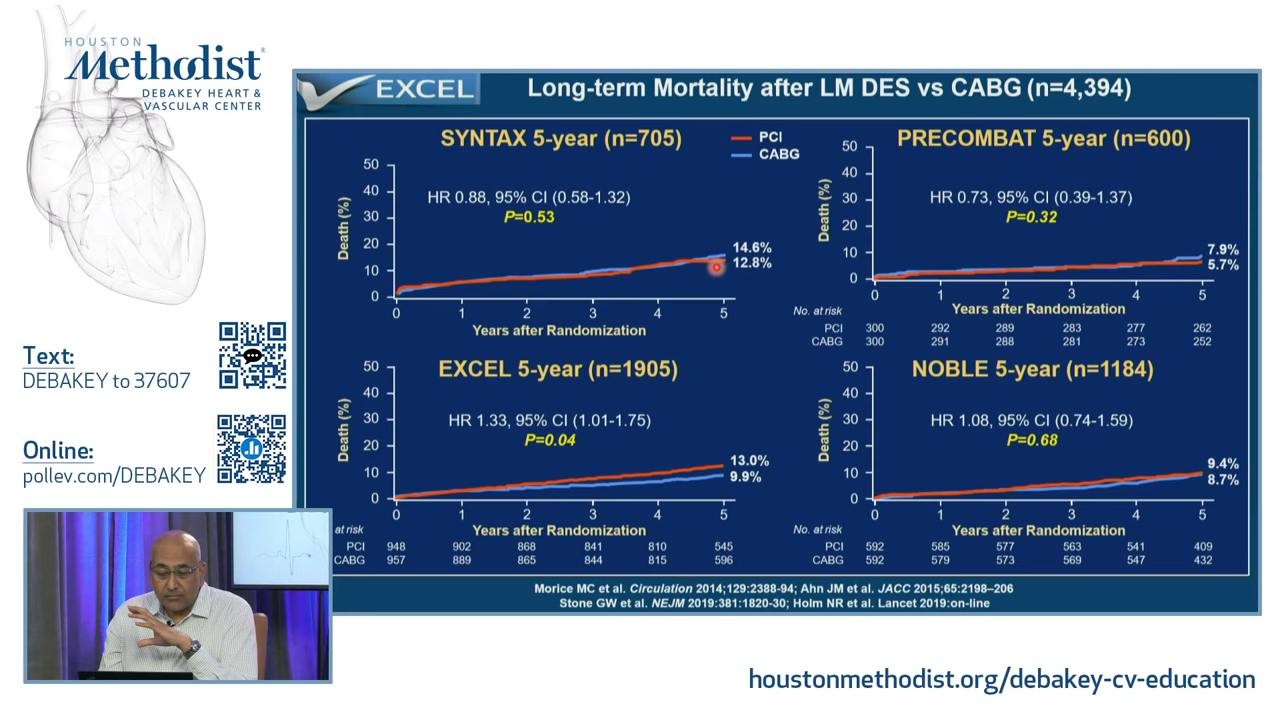 HOUSTON
Methodist®
DEBAKEY HEART &
VASCULAR CENTER
Text:
DEBAKEY to 37607
Online:
pollev.com/DEBAKEY
EXCEL
Long-term Mortality after LM DES vs CABG (n=4,394)
SYNTAX 5-year (n=705)
PCI
CABG
50
40
30
20
10
0
Death (%)
HR 0.88, 95% CI (0.58-1.32)
P=0.53
14.6%
12.8%
0 1 2 3 4 5
Years after Randomization
PRECOMBAT 5-year (n=600)
50
40
30
20
10
0
Death (%)
HR 0.73, 95% CI (0.39-1.37)
P=0.32
7.9%
5.7%
0 1 2 3 4 5
No. at risk
Years after Randomization
PCI 300 292 289 283 277 262
CABG 300 291 288 281 273 252
EXCEL 5-year (n=1905)
50
40
30
20
10
0
Death (%)
HR 1.33, 95% CI (1.01-1.75)
P=0.04
13.0%
9.9%
0 1 2 3 4 5
at risk
Years after Randomization
PCI 948 902 868 841 810 545
CABG 957 889 865 844 815 596
NOBLE 5-year (n=1184)
50
40
30
20
10
0
Death (%)
HR 1.08, 95% CI (0.74-1.59)
P=0.68
9.4%
8.7%
0 1 2 3 4 5
No. at risk
Years after Randomization
PCI 592 585 577 563 541 409
CABG 592 579 573 569 547 432
Morice MC et al. Circulation 2014;129:2388-94; Ahn JM et al. JACC 2015;65:2198–206
Stone GW et al. NEJM 2019:381:1820-30; Holm NR et al. Lancet 2019:on-line
houstonmethodist.org/debakey-cv-education